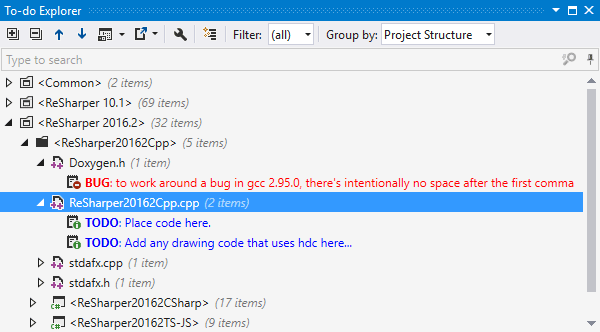 To-do Explorer
Filter: (all) Group by: Project Structure
Type to search
<Common> (2 items)
<ReSharper 10.1> (69 items)
<ReSharper 2016.2> (32 items)
<ReSharper20162Cpp> (5 items)
Doxygen.h (1 item)
BUG: to work around a bug in gcc 2.95.0, there's intentionally no space after the first comma
ReSharper20162Cpp.cpp (2 items)
TODO: Place code here.
TODO: Add any drawing code that uses hdc here...
stdafx.cpp (1 item)
stdafx.h (1 item)
<ReSharper20162CSharp> (17 items)
<ReSharper20162TS-JS> (9 items)